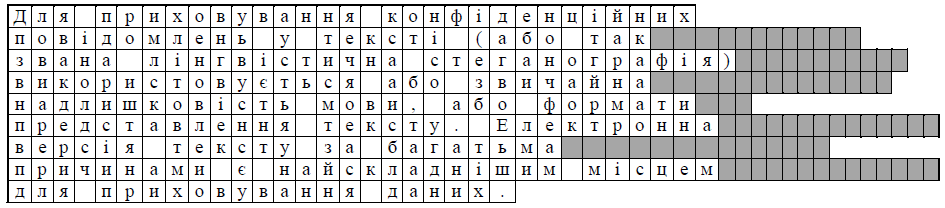 Для приховування конфіденційних
повідомлень у тексті (або так
звана лінгвістична стеганографія)
використовується або звичайна
надлишковість мови, або формати
представлення тексту. Електронна
версія тексту за багатьма
причинами є найскладнішим місцем
для приховування даних.